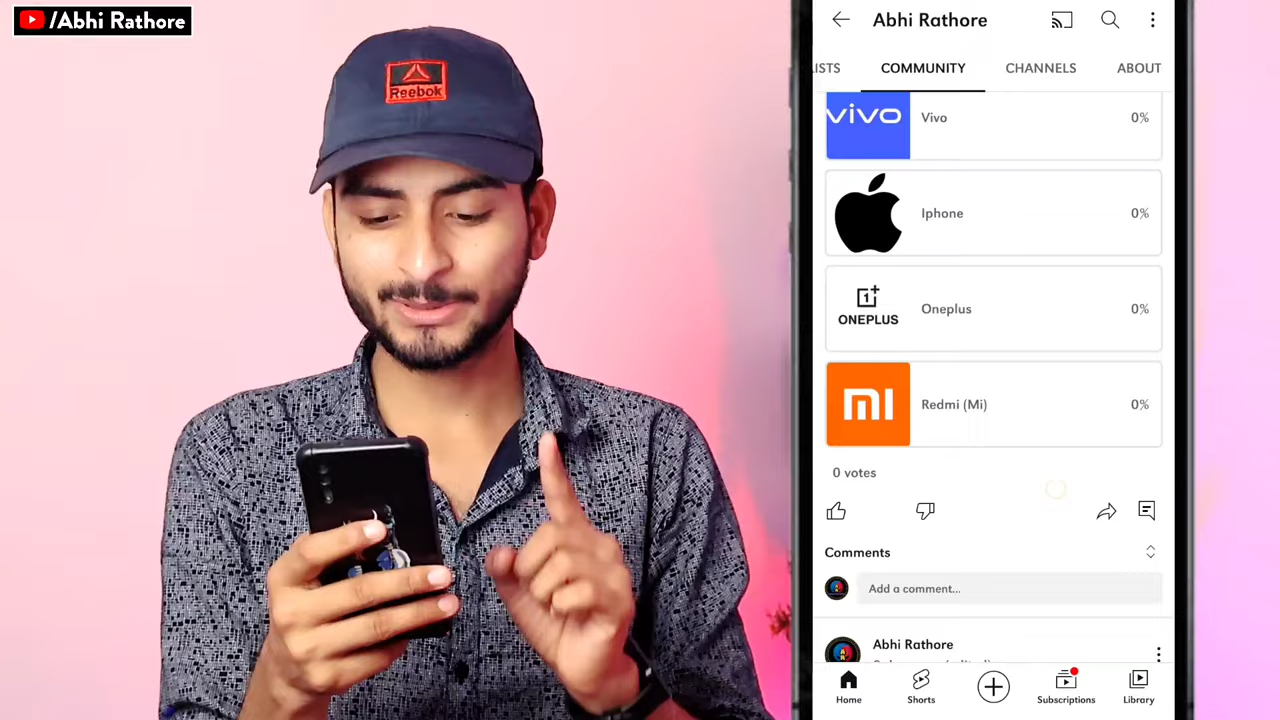 /Abhi Rathore
Reebok
Abhi Rathore
LISTS
COMMUNITY
CHANNELS
ABOUT
vivo
Vivo
0%
Iphone
0%
1+
ONEPLUS
Oneplus
0%
MI
Redmi (Mi)
0%
0 votes
Comments
Add a comment...
Abhi Rathore
Home
Shorts
Subscriptions
Library